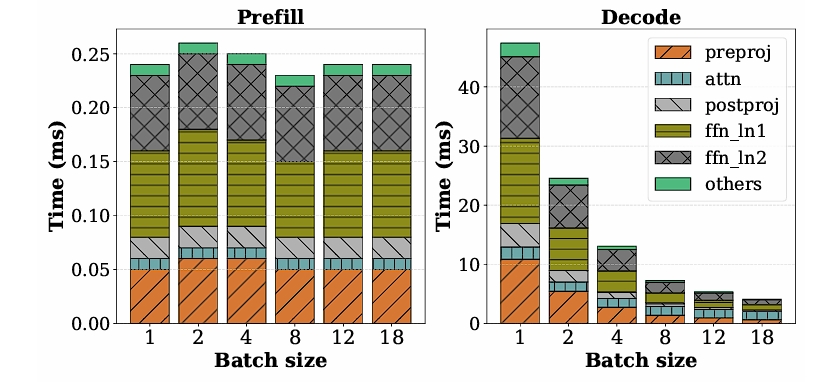 Prefill
Time (ms)
0.25
0.20
0.15
0.10
0.05
0.00
1 2 4 8 12 18
Batch size
Decode
Time (ms)
40
30
20
10
0
1 2 4 8 12 18
Batch size
preproj
attn
postproj
ffn_ln1
ffn_ln2
others